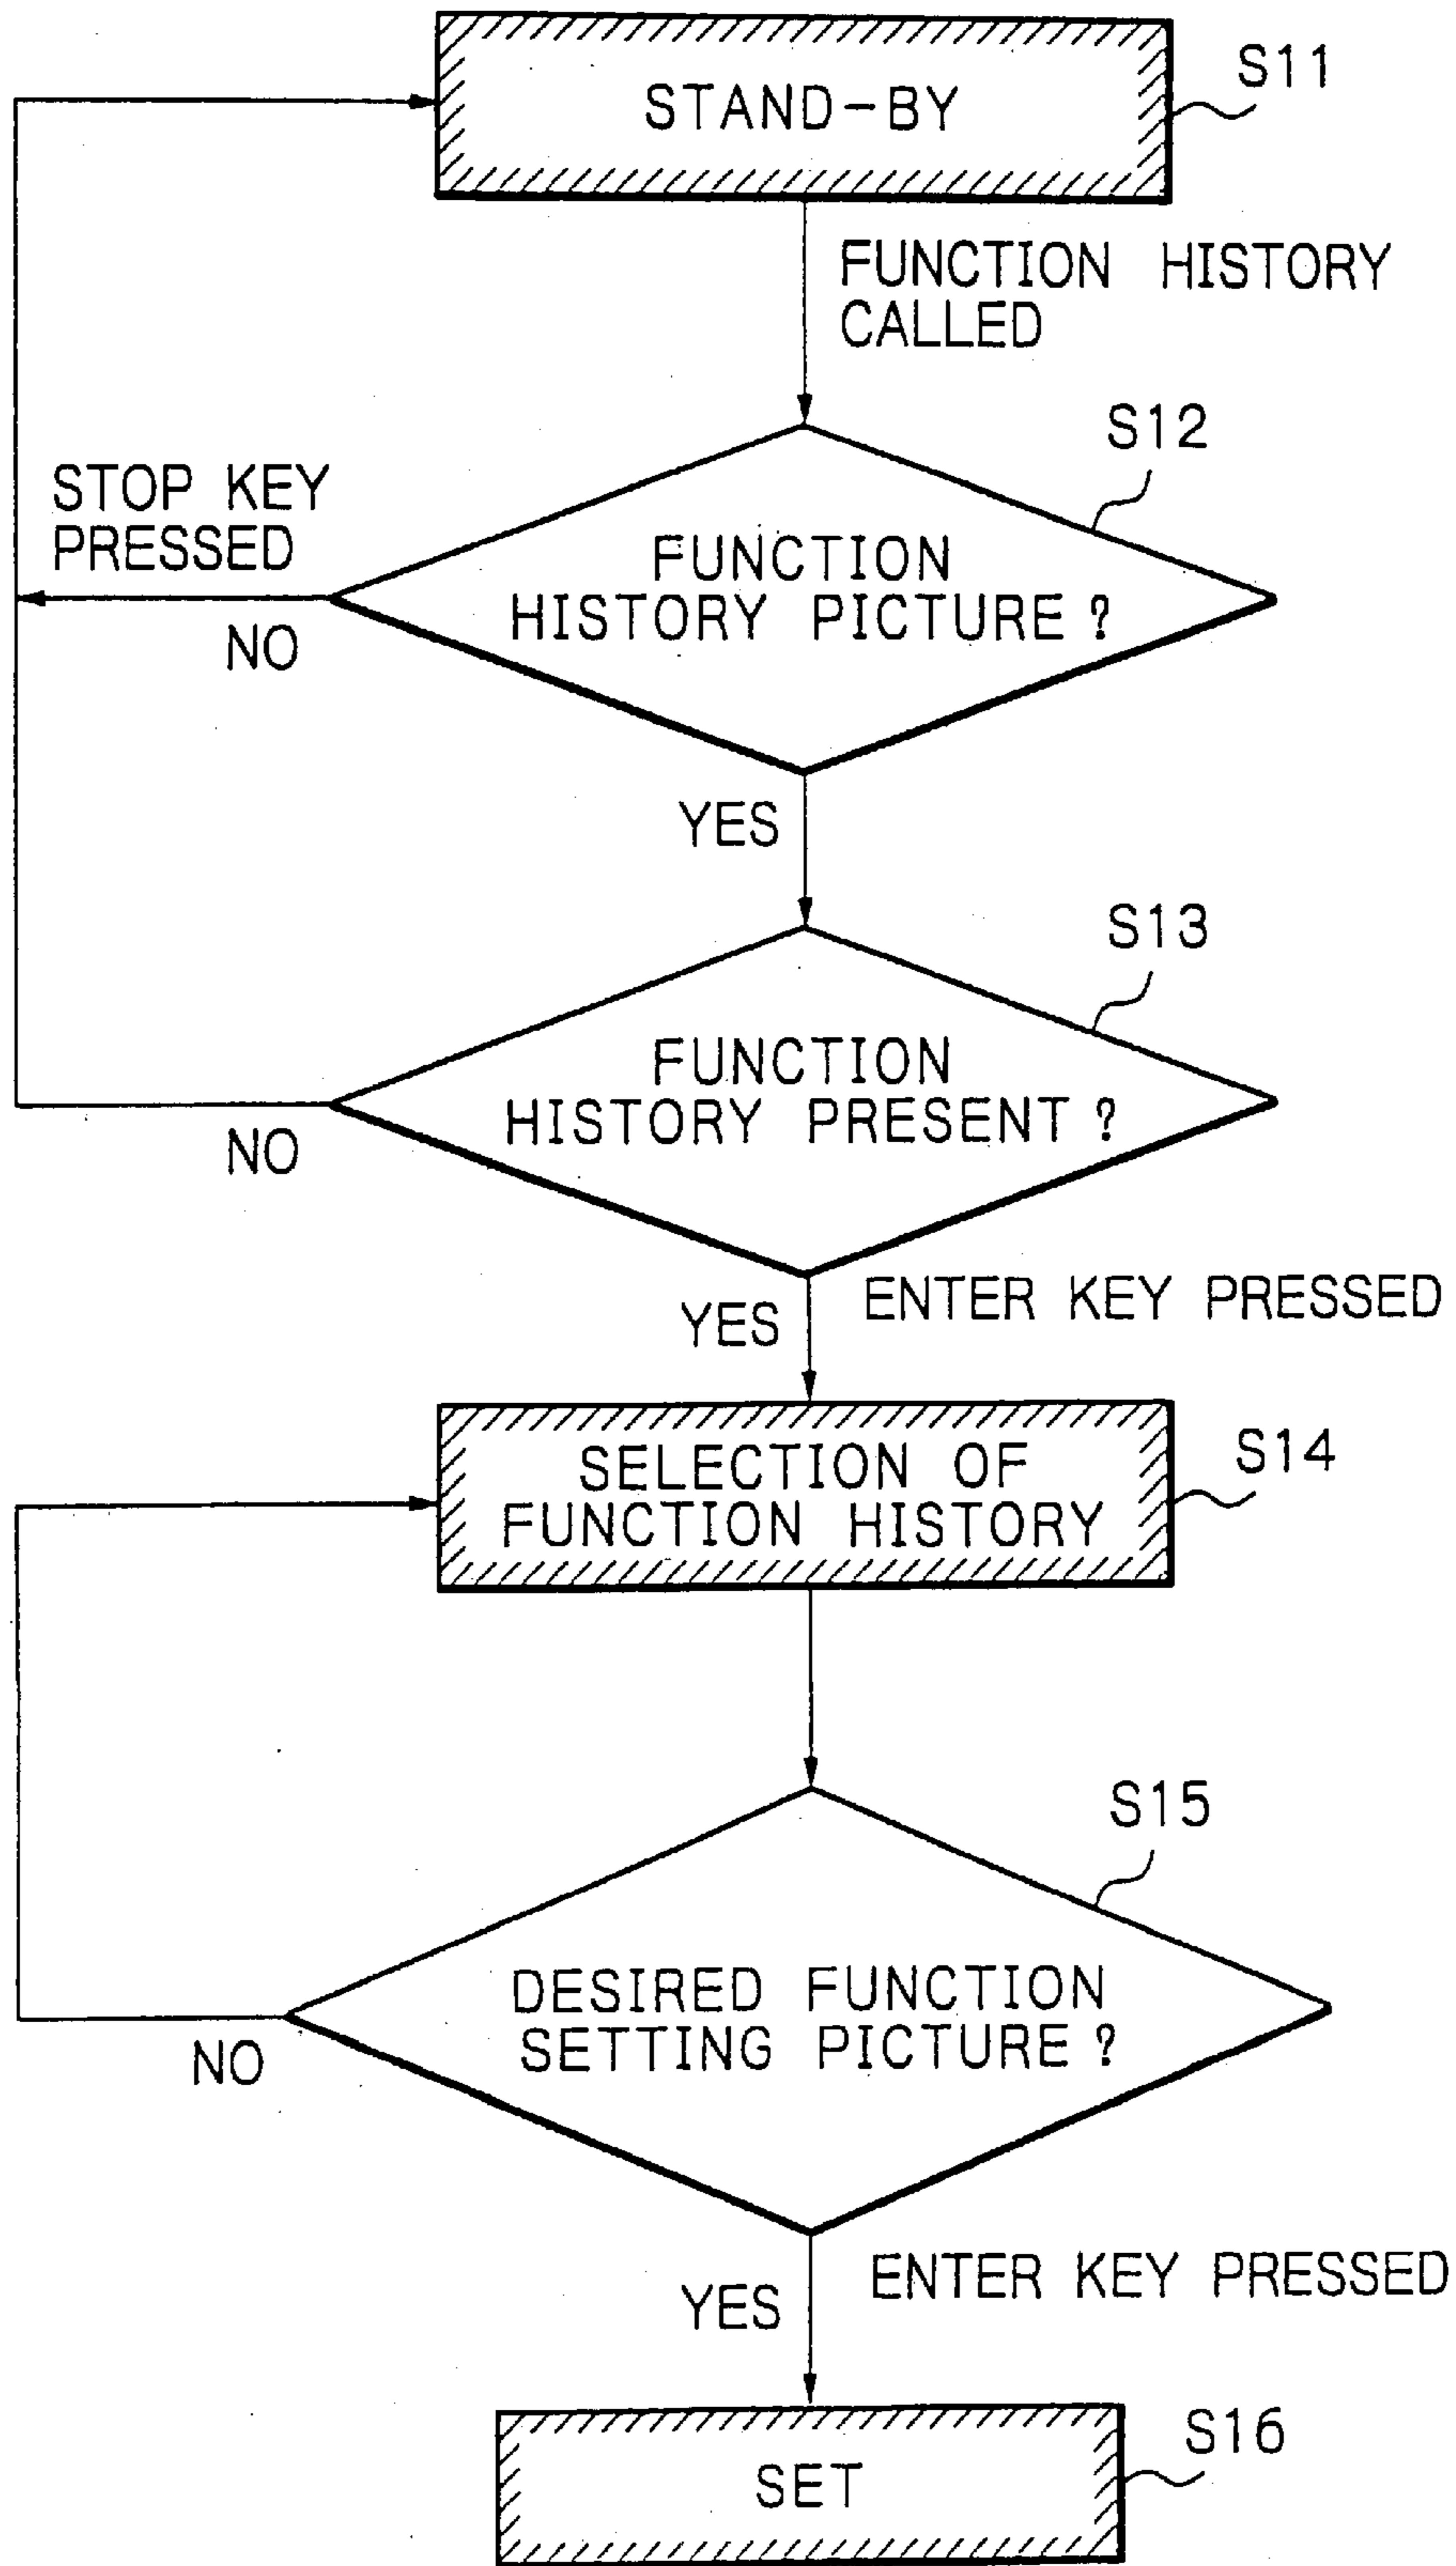 STAND-BY
S11
FUNCTION HISTORY
CALLED
S12
STOP KEY
PRESSED
FUNCTION
HISTORY PICTURE ?
NO
YES
S13
FUNCTION
HISTORY PRESENT ?
NO
ENTER KEY PRESSED
YES
SELECTION OF
FUNCTION HISTORY
S14
S15
DESIRED FUNCTION
SETTING PICTURE ?
NO
ENTER KEY PRESSED
YES
SET
S16